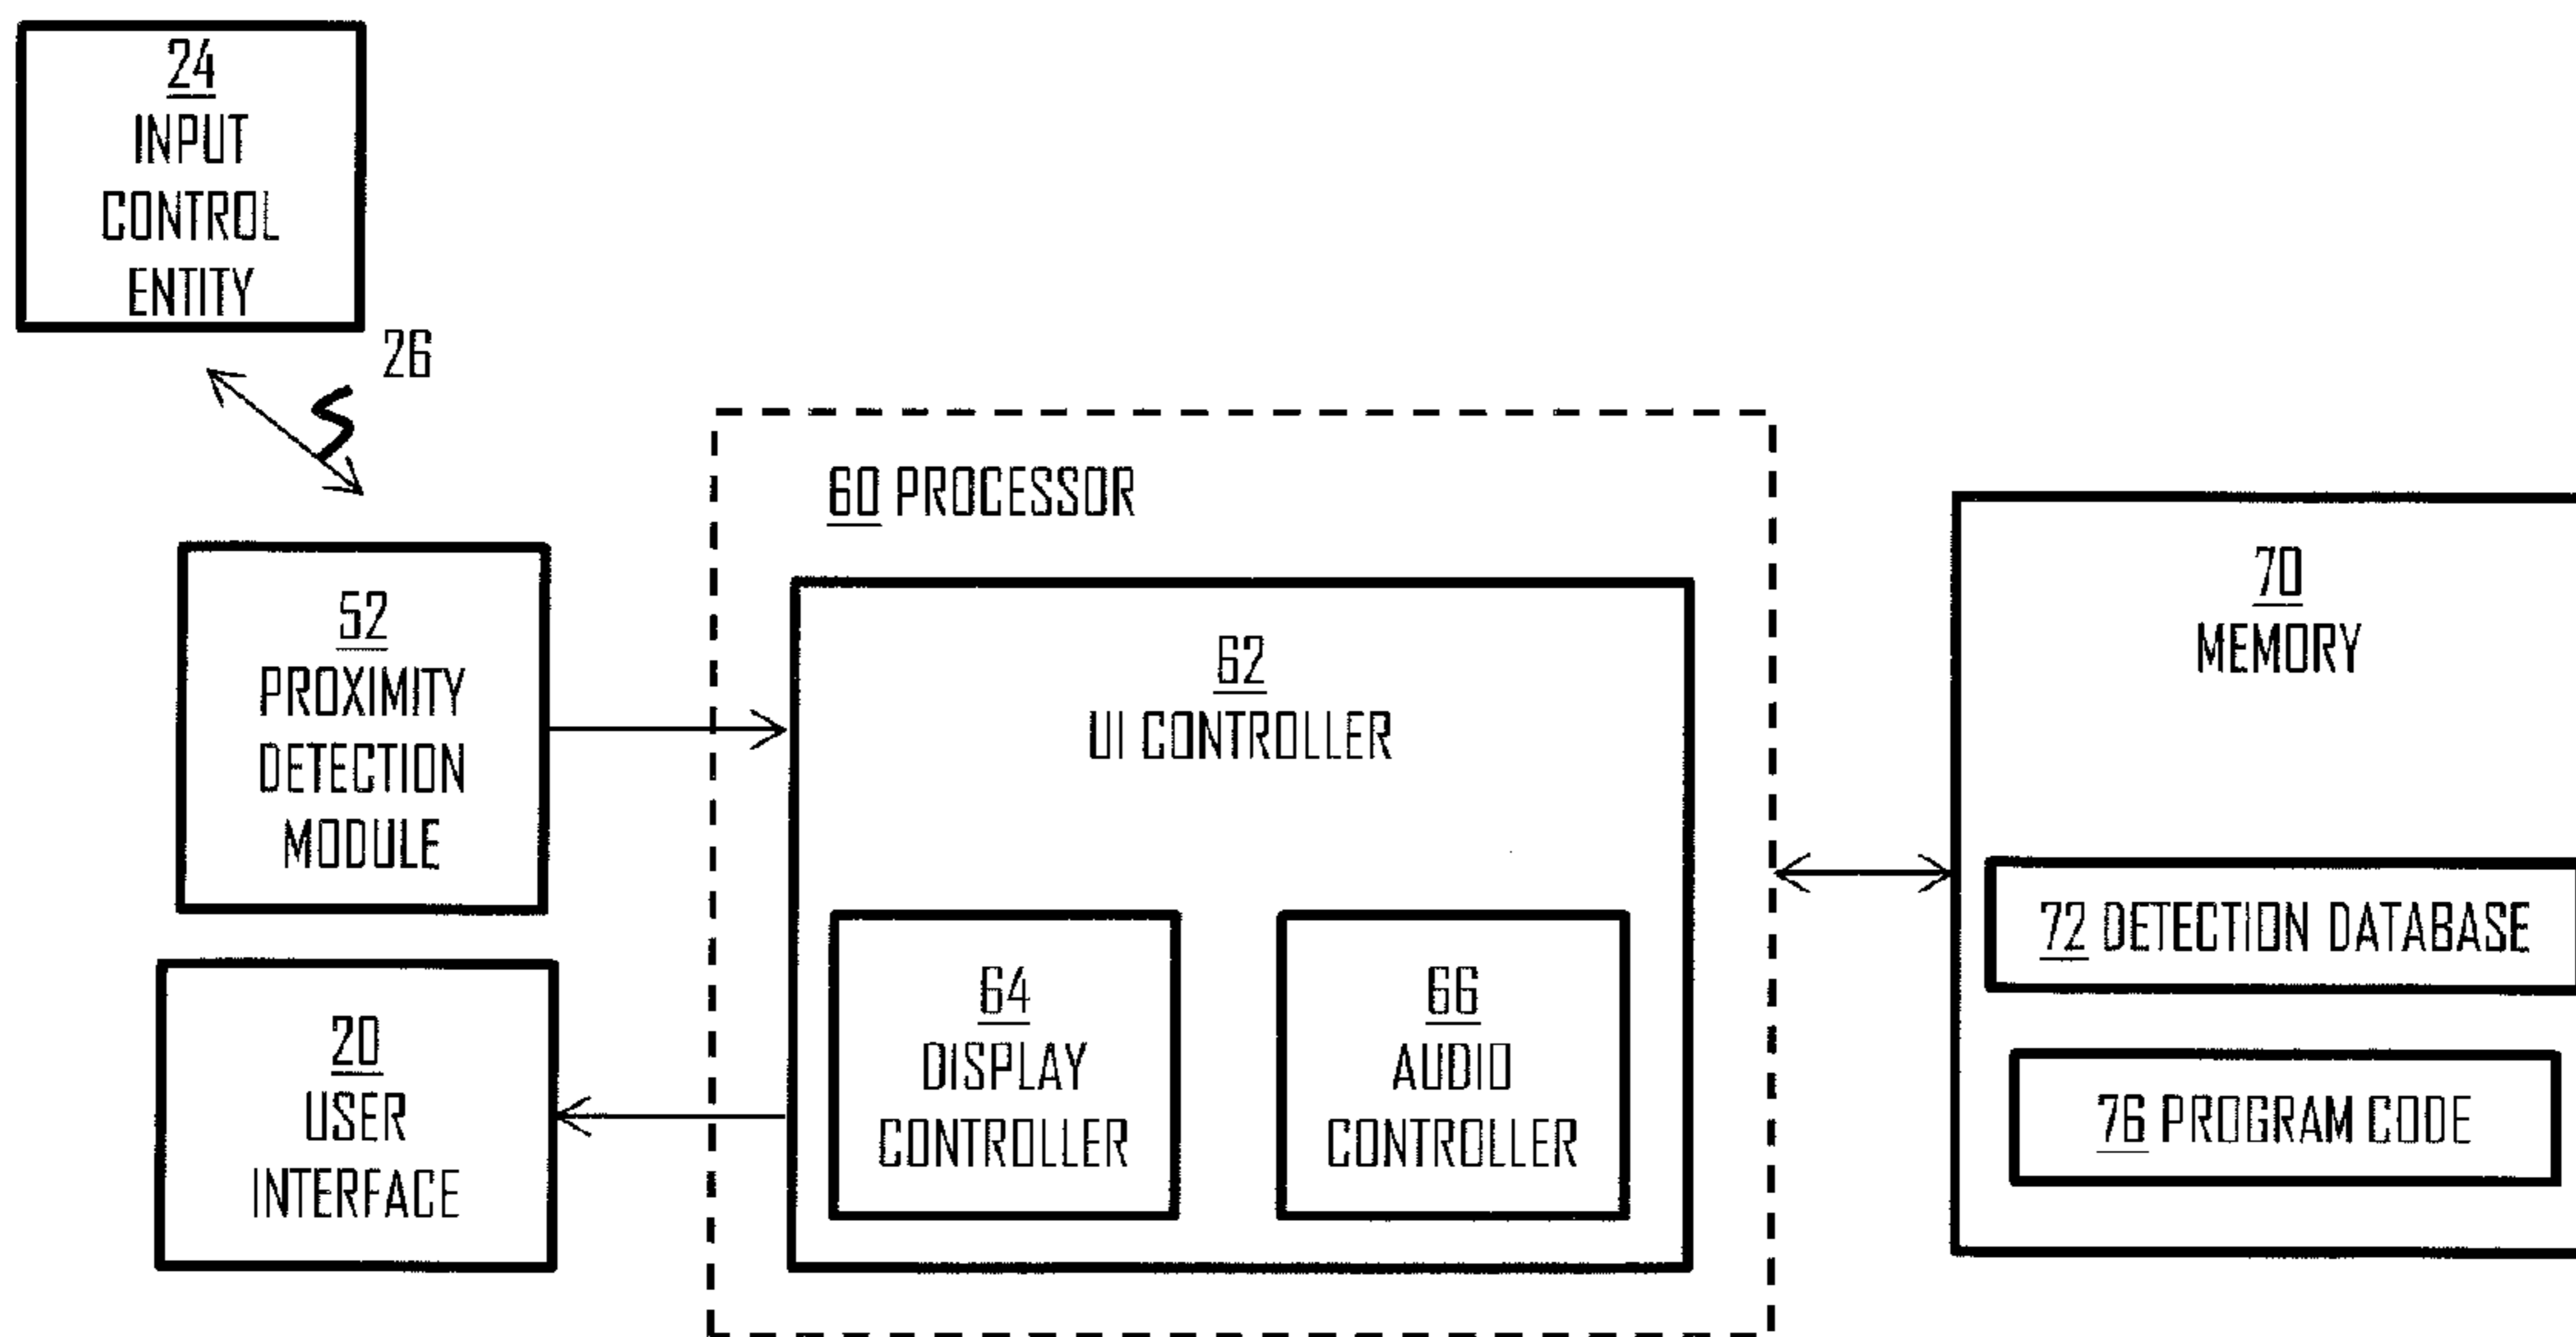 24
INPUT
CONTROL
ENTITY
26
52
PROXIMITY
DETECTION
MODULE
20
USER
INTERFACE
60 PROCESSOR
62
UI CONTROLLER
64
DISPLAY
CONTROLLER
66
AUDIO
CONTROLLER
70
MEMORY
72 DETECTION DATABASE
76 PROGRAM CODE